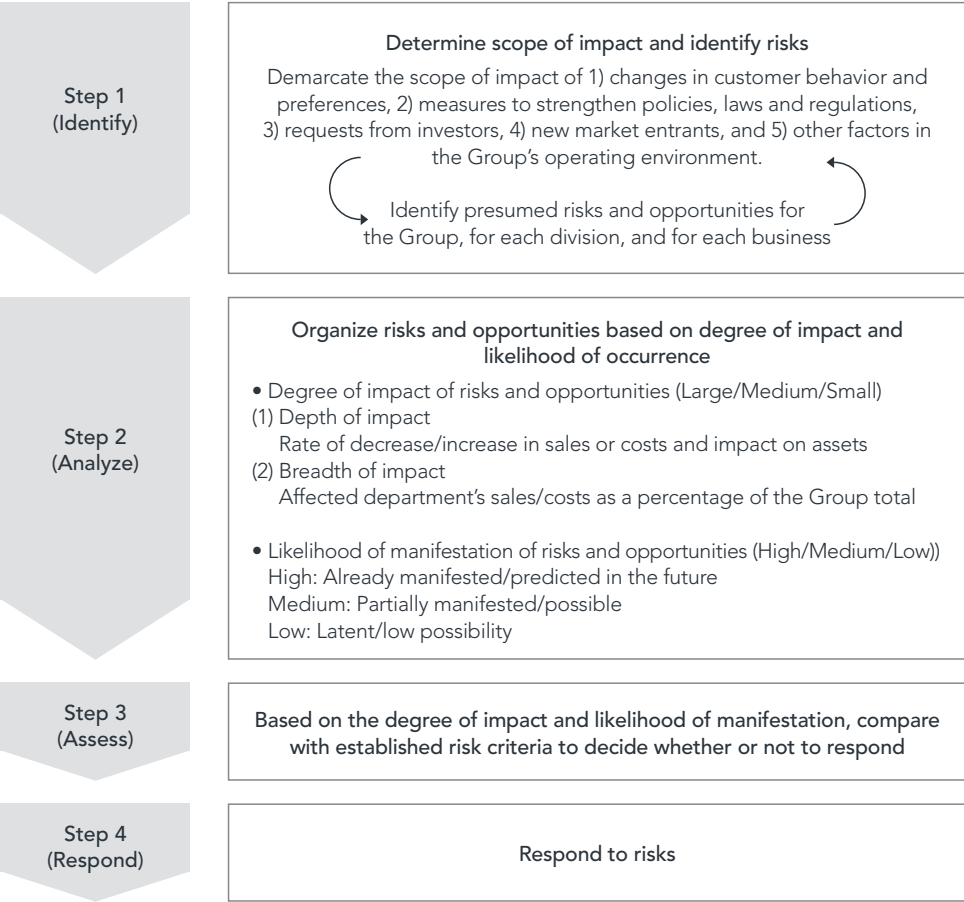 Step 1
(Identify)
Determine scope of impact and identify risks
Demarcate the scope of impact of 1) changes in customer behavior and
preferences, 2) measures to strengthen policies, laws and regulations,
3) requests from investors, 4) new market entrants, and 5) other factors in
the Group’s operating environment.
Identify presumed risks and opportunities for
the Group, for each division, and for each business
Step 2
(Analyze)
Organize risks and opportunities based on degree of impact and
likelihood of occurrence
• Degree of impact of risks and opportunities (Large/Medium/Small)
(1) Depth of impact
Rate of decrease/increase in sales or costs and impact on assets
(2) Breadth of impact
Affected department’s sales/costs as a percentage of the Group total
• Likelihood of manifestation of risks and opportunities (High/Medium/Low))
High: Already manifested/predicted in the future
Medium: Partially manifested/possible
Low: Latent/low possibility
Step 3
(Assess)
Based on the degree of impact and likelihood of manifestation, compare
with established risk criteria to decide whether or not to respond
Step 4
(Respond)
Respond to risks